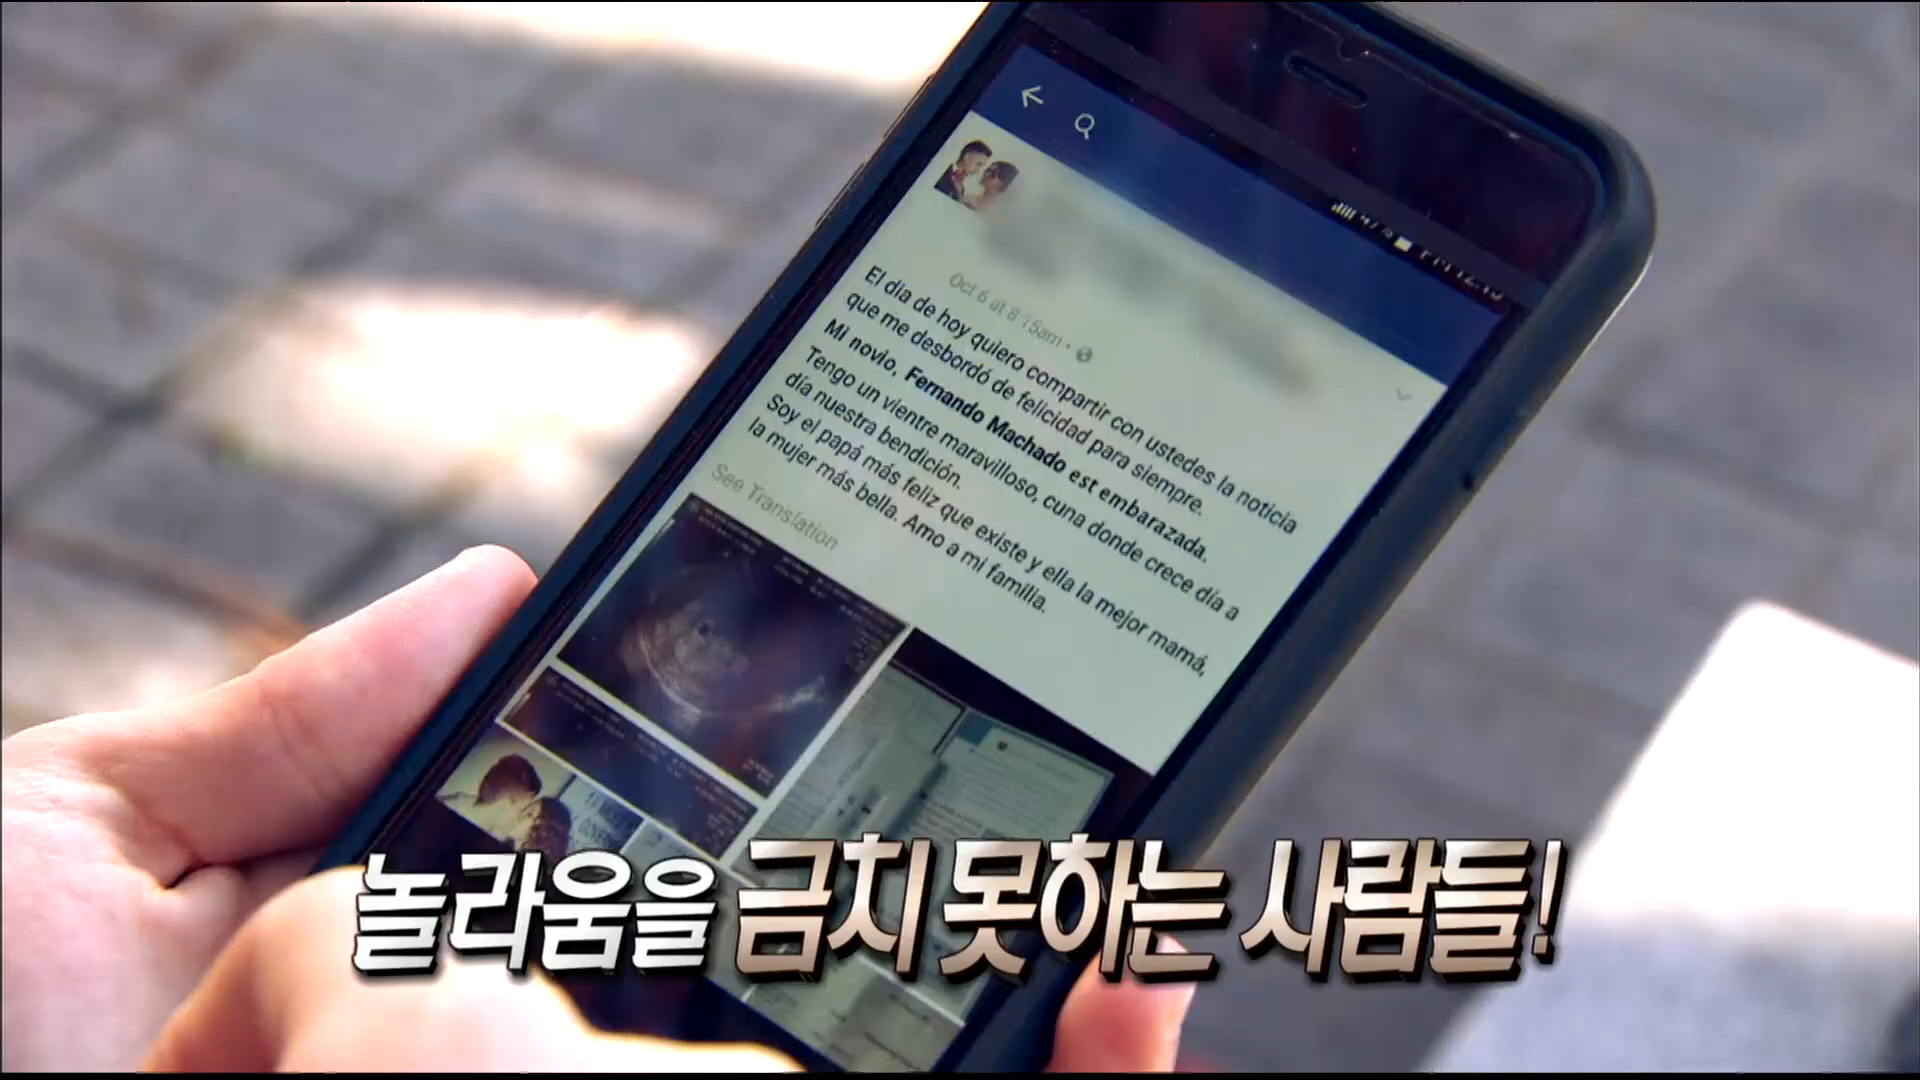 Oct 6 at 8:15am
El dia de hoy quiero compartir con ustedes la noticia
que me desbordó de felicidad para siempre.
Mi novio, Fernando Machado est embarazada.
Tengo un vientre maravilloso, cuna donde crece día a
día nuestra bendición.
Soy el papá más feliz que existe y ella la mejor mamá,
la mujer más bella. Amo a mi familla.
See Translation
놀라움을 금치 못하는 사람들!